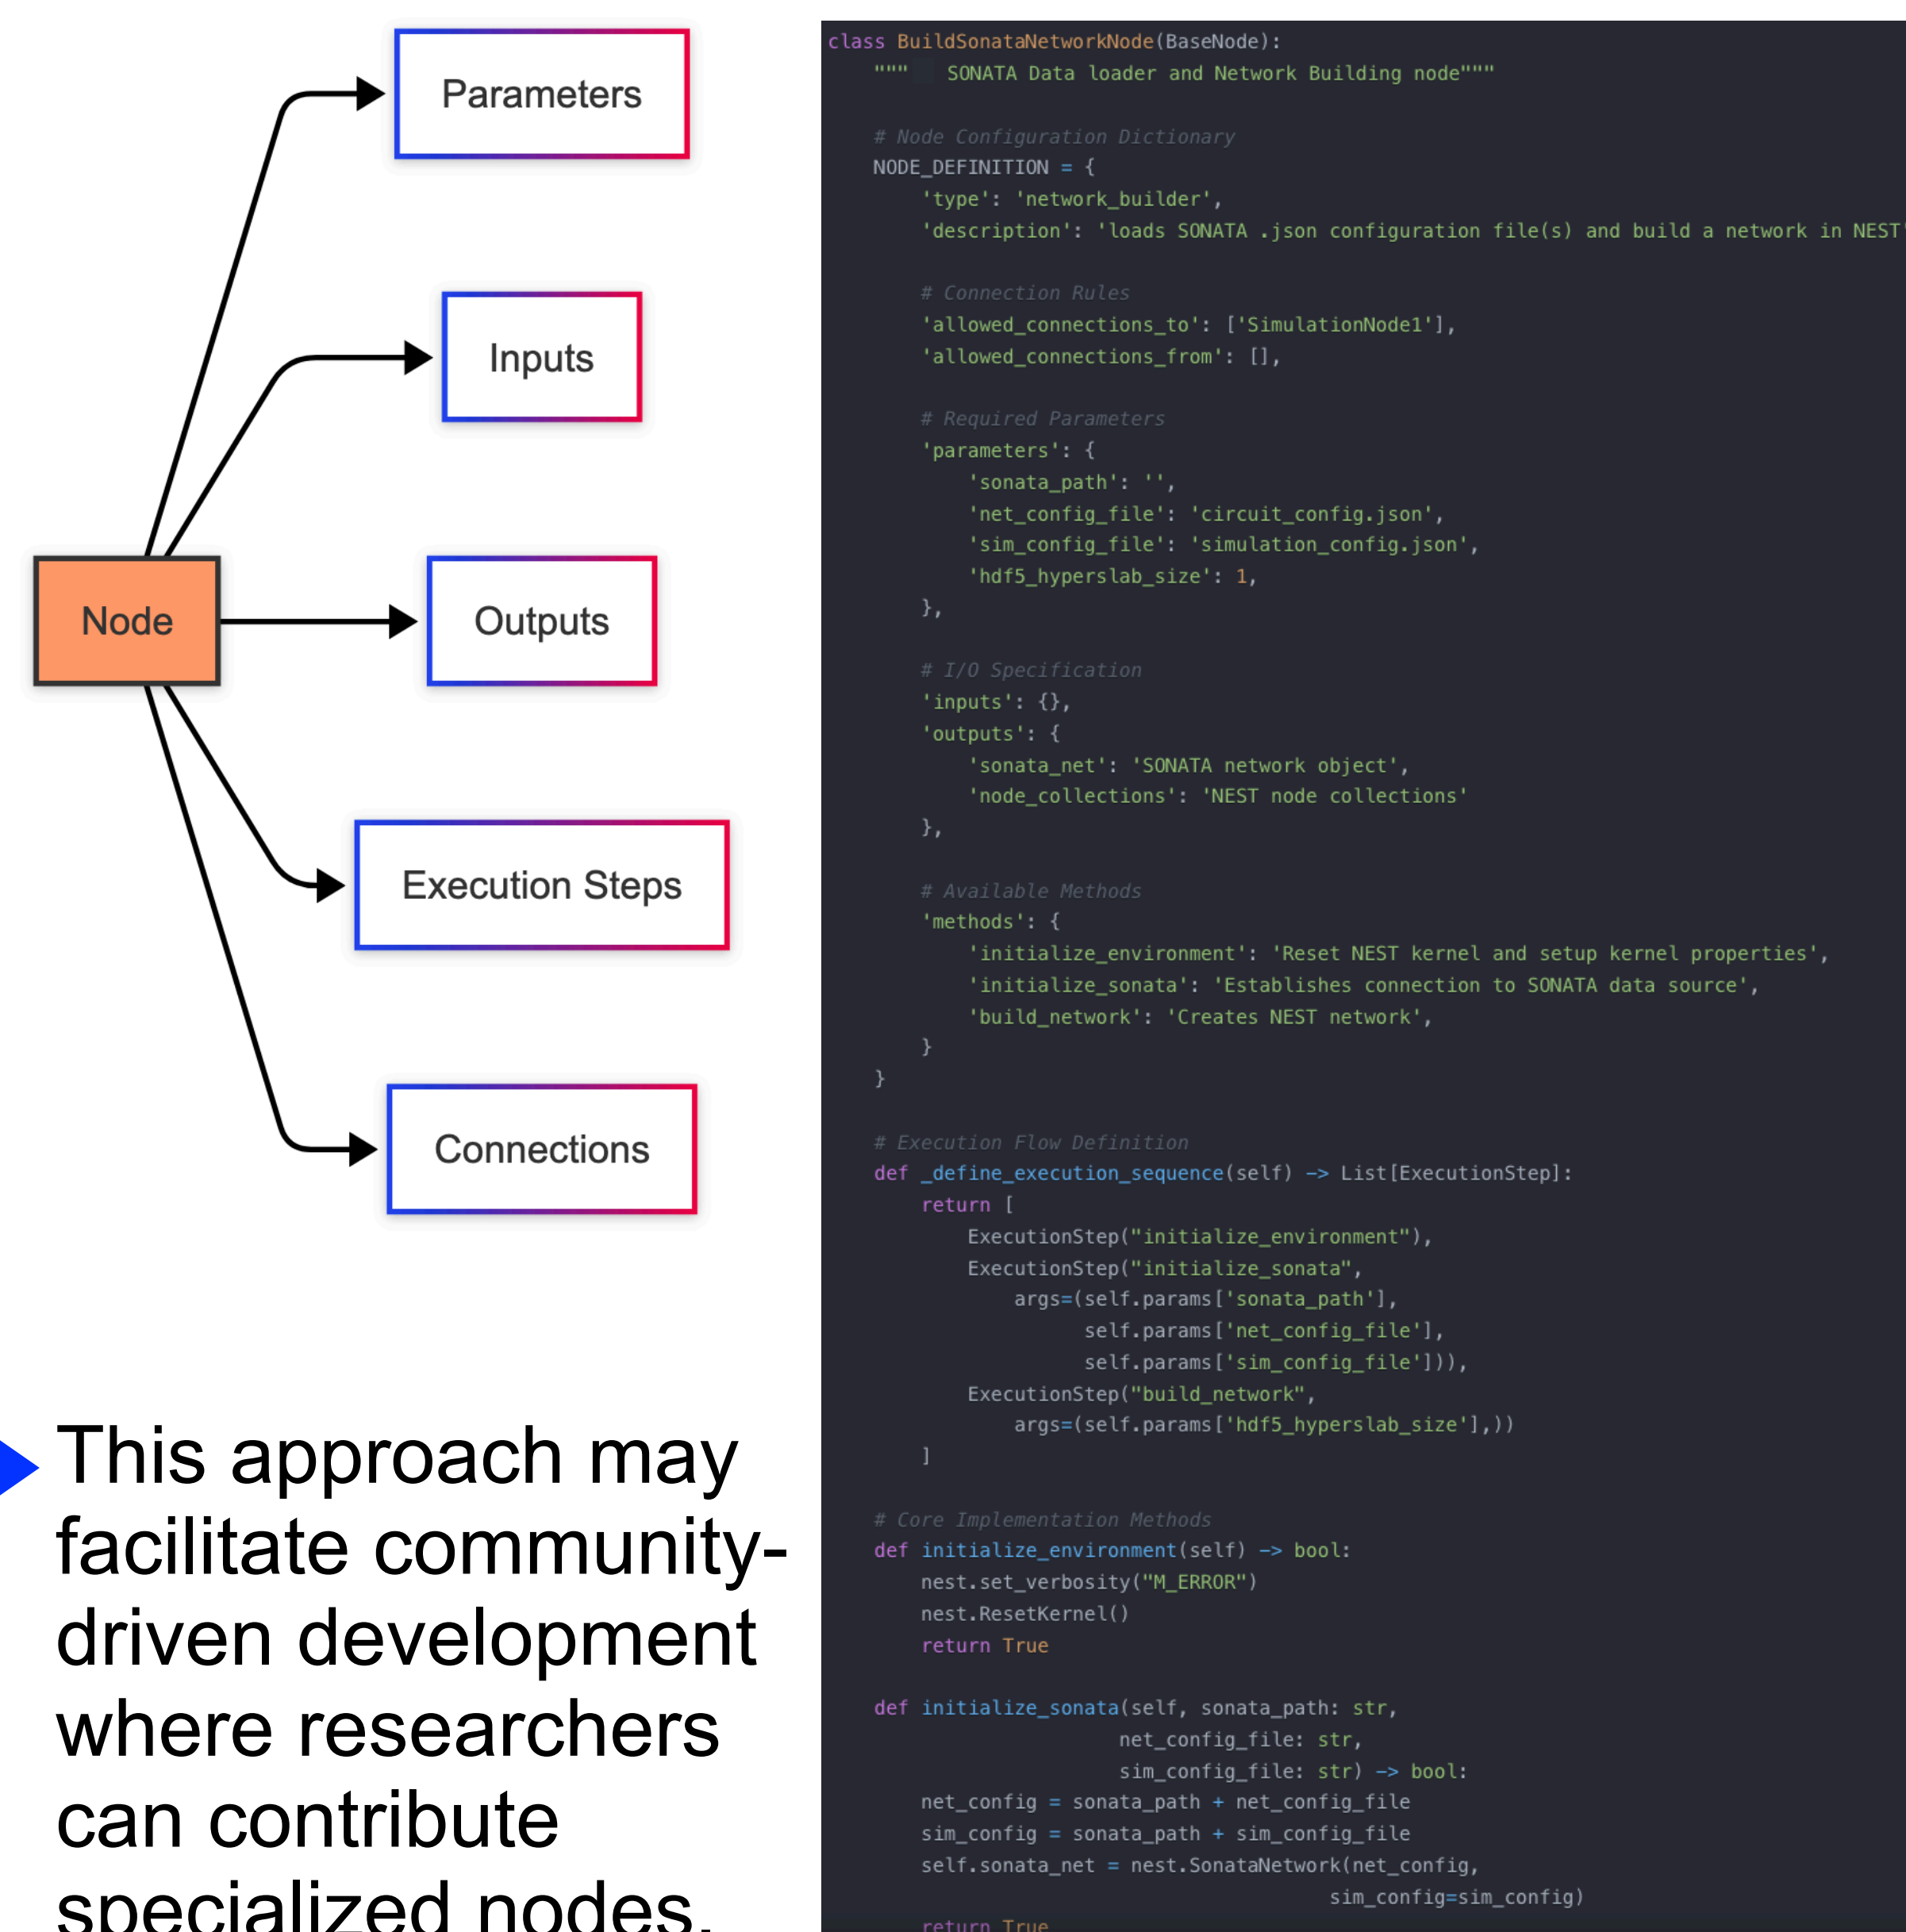 Parameters
Inputs
Node
Outputs
Execution Steps
Connections
This approach may
facilitate community-
driven development
where researchers
can contribute
specialized nodes.
class BuildSonataNetworkNode(BaseNode):
    """    SONATA Data loader and Network Building node"""
    # Node Configuration Dictionary
    NODE_DEFINITION = {
        'type': 'network_builder',
        'description': 'loads SONATA .json configuration file(s) and build a network in NEST'
        # Connection Rules
        'allowed_connections_to': ['SimulationNode1'],
        'allowed_connections_from': [],
        # Required Parameters
        'parameters': {
            'sonata_path': '',
            'net_config_file': 'circuit_config.json',
            'sim_config_file': 'simulation_config.json',
            'hdf5_hyperslab_size': 1,
        },
        # I/O Specification
        'inputs': {},
        'outputs': {
            'sonata_net': 'SONATA network object',
            'node_collections': 'NEST node collections'
        },
        # Available Methods
        'methods': {
            'initialize_environment': 'Reset NEST kernel and setup kernel properties',
            'initialize_sonata': 'Establishes connection to SONATA data source',
            'build_network': 'Creates NEST network',
        }
    }
    # Execution Flow Definition
    def _define_execution_sequence(self) -> List[ExecutionStep]:
        return [
            ExecutionStep("initialize_environment"),
            ExecutionStep("initialize_sonata",
                args=(self.params['sonata_path'],
                      self.params['net_config_file'],
                      self.params['sim_config_file'])),
            ExecutionStep("build_network",
                args=(self.params['hdf5_hyperslab_size'],))
        ]
    # Core Implementation Methods
    def initialize_environment(self) -> bool:
        nest.set_verbosity("M_ERROR")
        nest.ResetKernel()
        return True
    def initialize_sonata(self, sonata_path: str,
                         net_config_file: str,
                         sim_config_file: str) -> bool:
        net_config = sonata_path + net_config_file
        sim_config = sonata_path + sim_config_file
        self.sonata_net = nest.SonataNetwork(net_config,
                                           sim_config=sim_config)
        return True